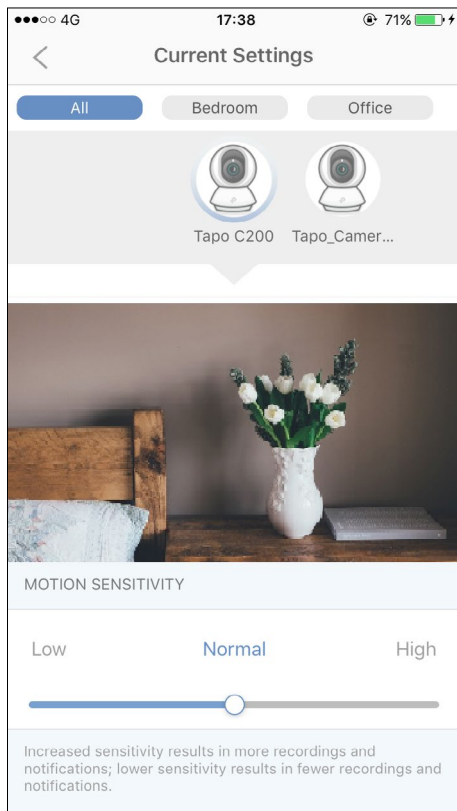 4G 17:38 71%
Current Settings
All Bedroom Office
Tapo C200 Tapo_Camer...
MOTION SENSITIVITY
Low Normal High
Increased sensitivity results in more recordings and
notifications; lower sensitivity results in fewer recordings and
notifications.